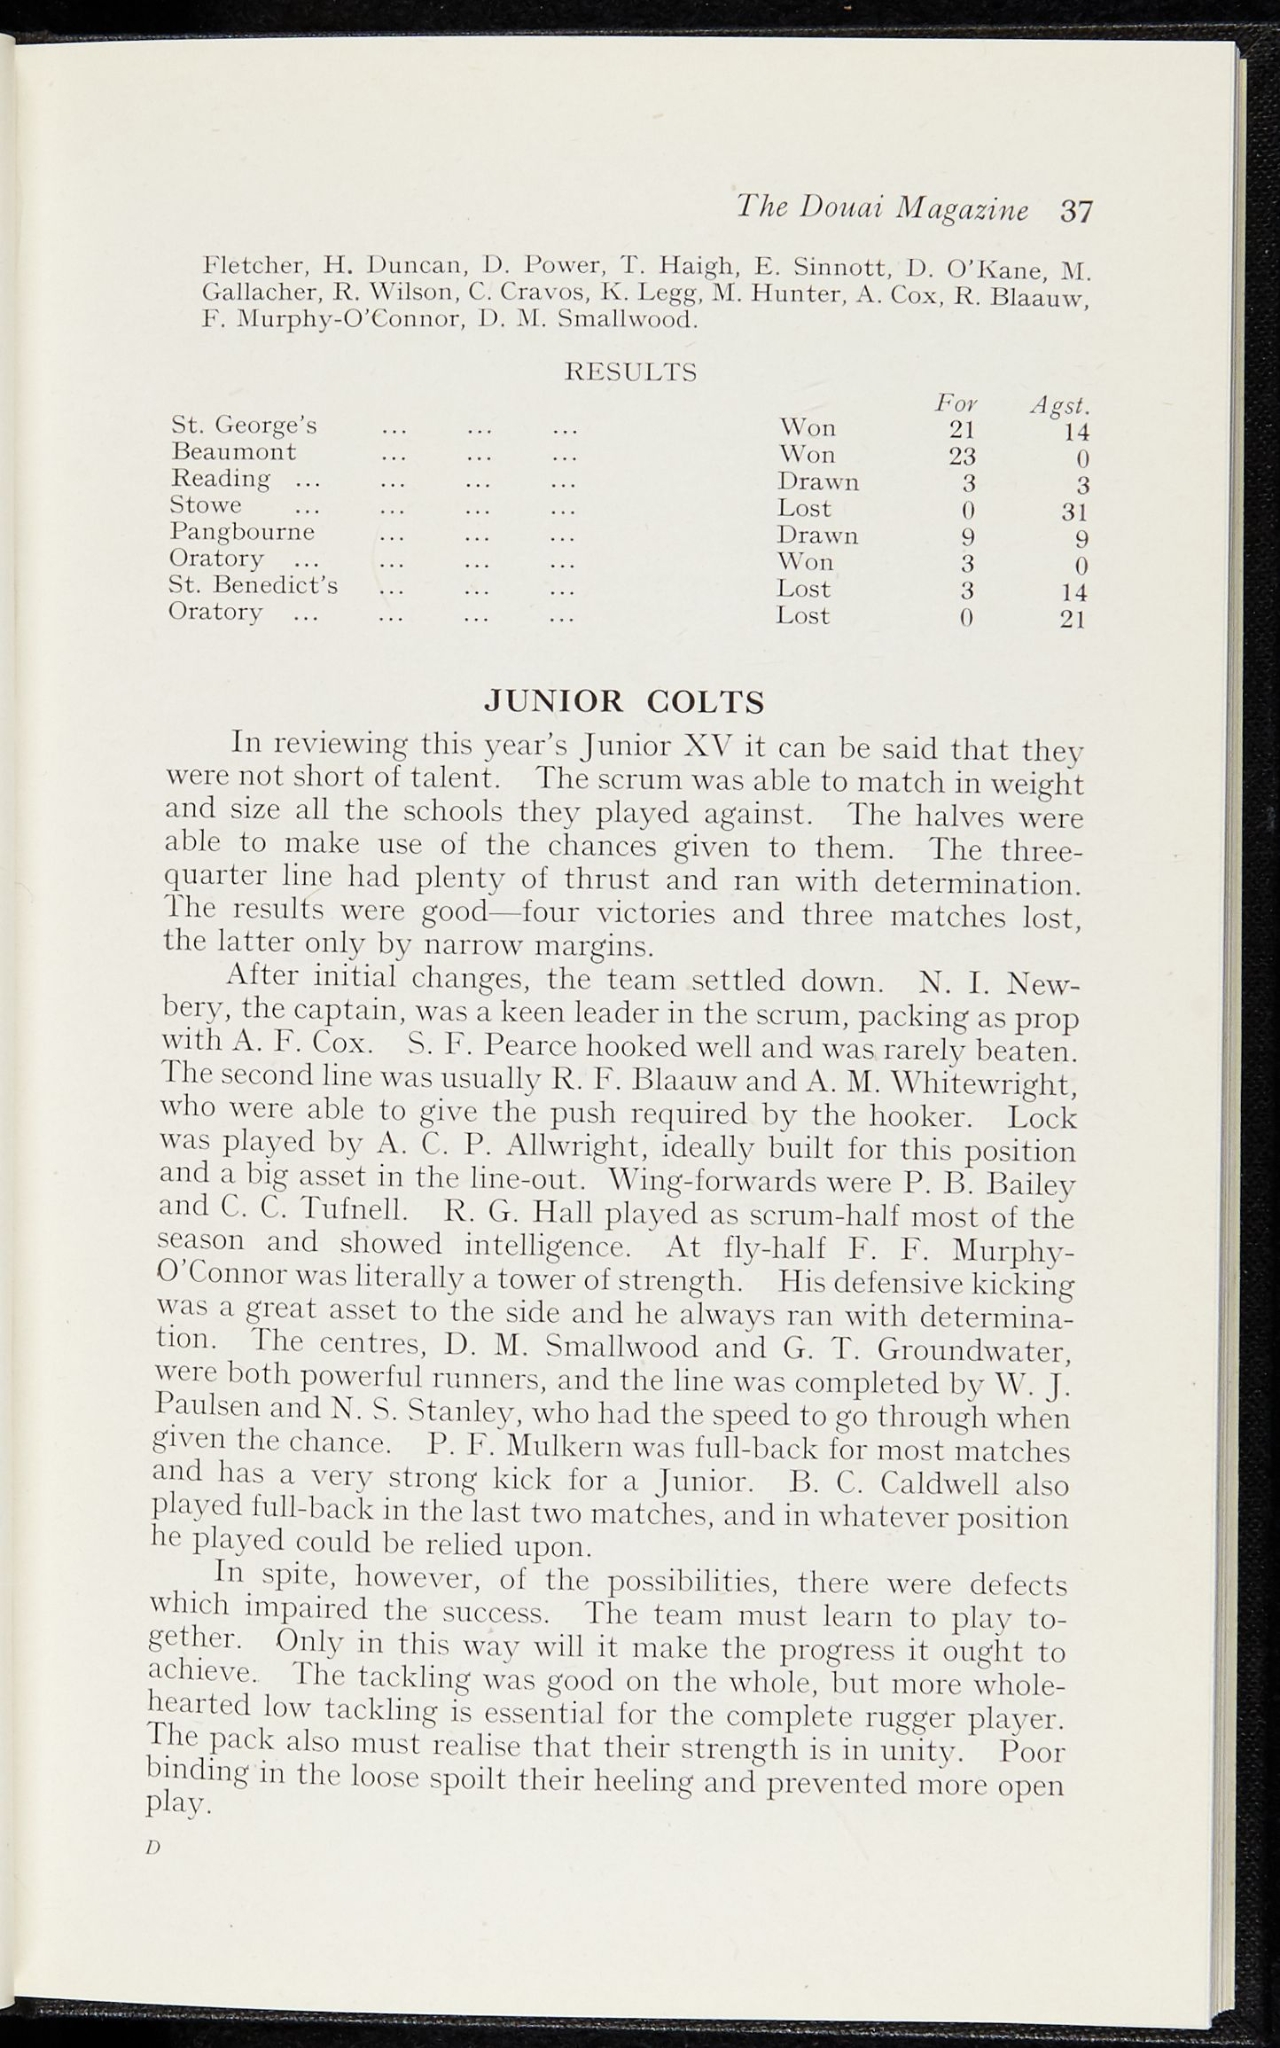 The Douai Magazine 37
Fletcher, H. Duncan, D. Power, T. Haigh, E. Sinnott, D. O'Kane, M.
Gallacher, R. Wilson, C. Cravos, K. Legg, M. Hunter, A. Cox, R. Blaauw,
F. Murphy-O'Connor, D. M. Smallwood.
RESULTS
For Agst.
St. George's ... ... ... Won 21 14
Beaumont ... ... ... Won 23 0
Reading ... ... ... ... Drawn 3 3
Stowe ... ... ... ... Lost 0 31
Pangbourne ... ... ... Drawn 9 9
Oratory ... ... ... ... Won 3 0
St. Benedict's ... ... ... Lost 3 14
Oratory ... ... ... ... Lost 0 21
JUNIOR COLTS
In reviewing this year's Junior XV it can be said that they
were not short of talent. The scrum was able to match in weight
and size all the schools they played against. The halves were
able to make use of the chances given to them. The three-
quarter line had plenty of thrust and ran with determination.
The results were good—four victories and three matches lost,
the latter only by narrow margins.
After initial changes, the team settled down. N. I. New-
bery, the captain, was a keen leader in the scrum, packing as prop
with A. F. Cox. S. F. Pearce hooked well and was rarely beaten.
The second line was usually R. F. Blaauw and A. M. Whitewright,
who were able to give the push required by the hooker. Lock
was played by A. C. P. Allwright, ideally built for this position
and a big asset in the line-out. Wing-forwards were P. B. Bailey
and C. C. Tufnell. R. G. Hall played as scrum-half most of the
season and showed intelligence. At fly-half F. F. Murphy-
O'Connor was literally a tower of strength. His defensive kicking
was a great asset to the side and he always ran with determina-
tion. The centres, D. M. Smallwood and G. T. Groundwater,
were both powerful runners, and the line was completed by W. J.
Paulsen and N. S. Stanley, who had the speed to go through when
given the chance. P. F. Mulkern was full-back for most matches
and has a very strong kick for a Junior. B. C. Caldwell also
played full-back in the last two matches, and in whatever position
he played could be relied upon.
In spite, however, of the possibilities, there were defects
which impaired the success. The team must learn to play to-
gether. Only in this way will it make the progress it ought to
achieve. The tackling was good on the whole, but more whole-
hearted low tackling is essential for the complete rugger player.
The pack also must realise that their strength is in unity. Poor
binding in the loose spoilt their heeling and prevented more open
play.
D